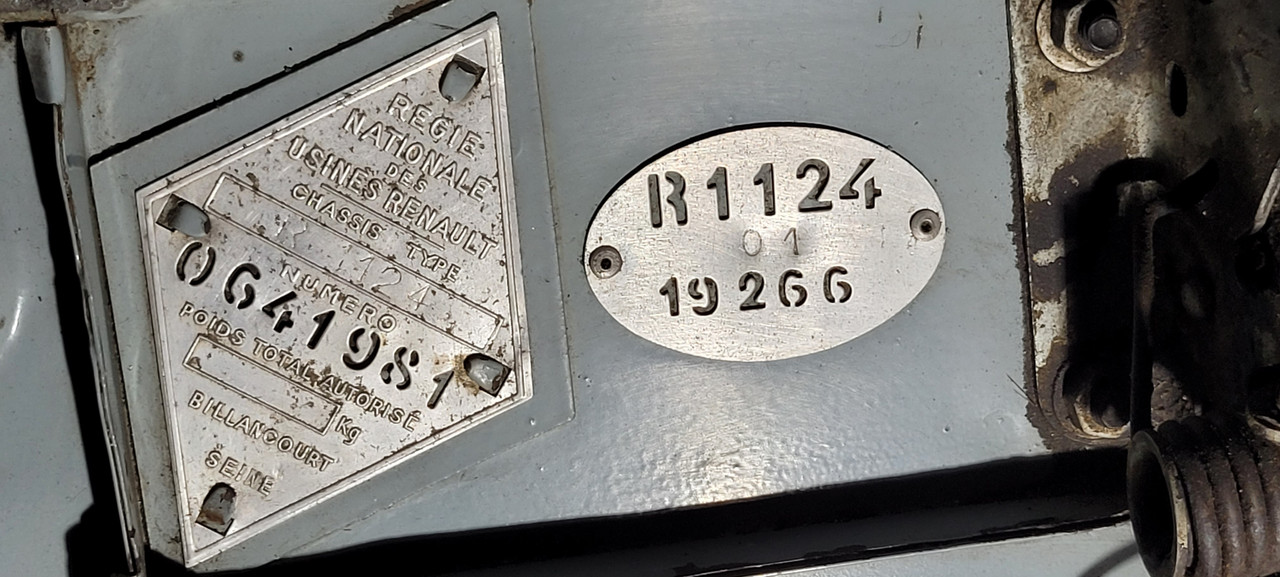 RÉGIE
NATIONALE
DES
USINES RENAULT
CHASSIS TYPE
R 1124
NUMERO
0641981
POIDS TOTAL AUTORISÉ
Kg
BILLANCOURT
SEINE
R1124
01
19266